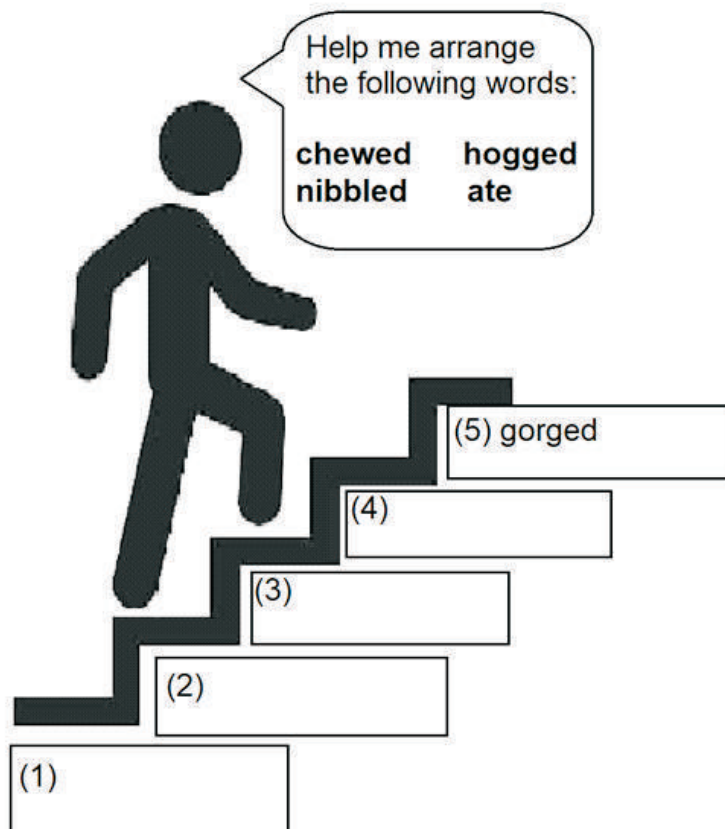 Help me arrange
the following words:
chewed hogged
nibbled ate
(5) gorged
(4)
(3)
(2)
(1)